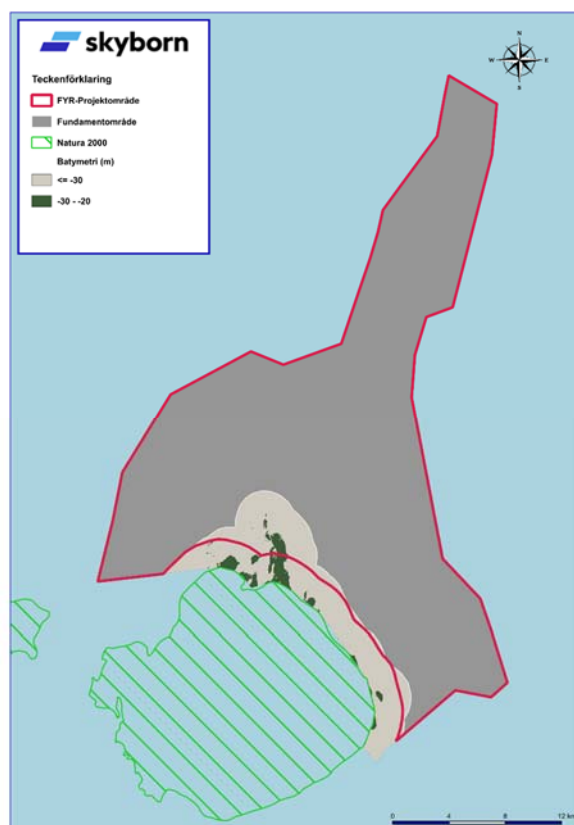 skyborn
Teckenförklaring
FYR-Projektområde
Fundamentområde
Natura 2000
Batymetri (m)
<= -30
-30 - -20
N
W E
S
0 4 8 12 km